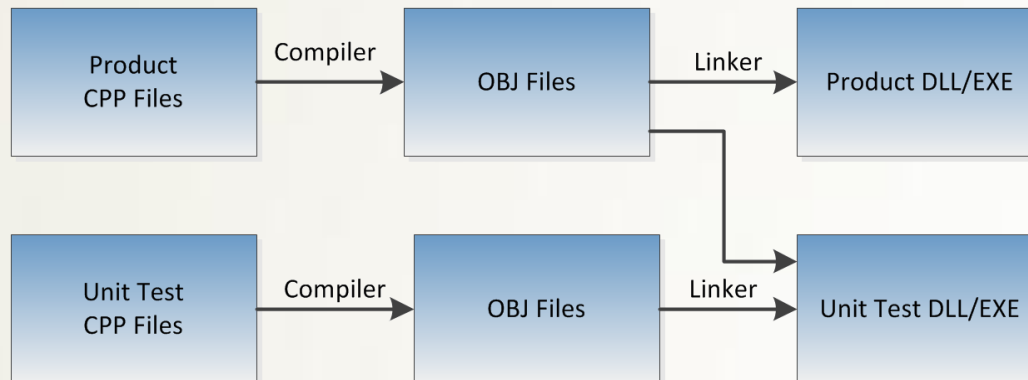 Product
CPP Files
Compiler
OBJ Files
Linker
Product DLL/EXE
Unit Test
CPP Files
Compiler
OBJ Files
Linker
Unit Test DLL/EXE